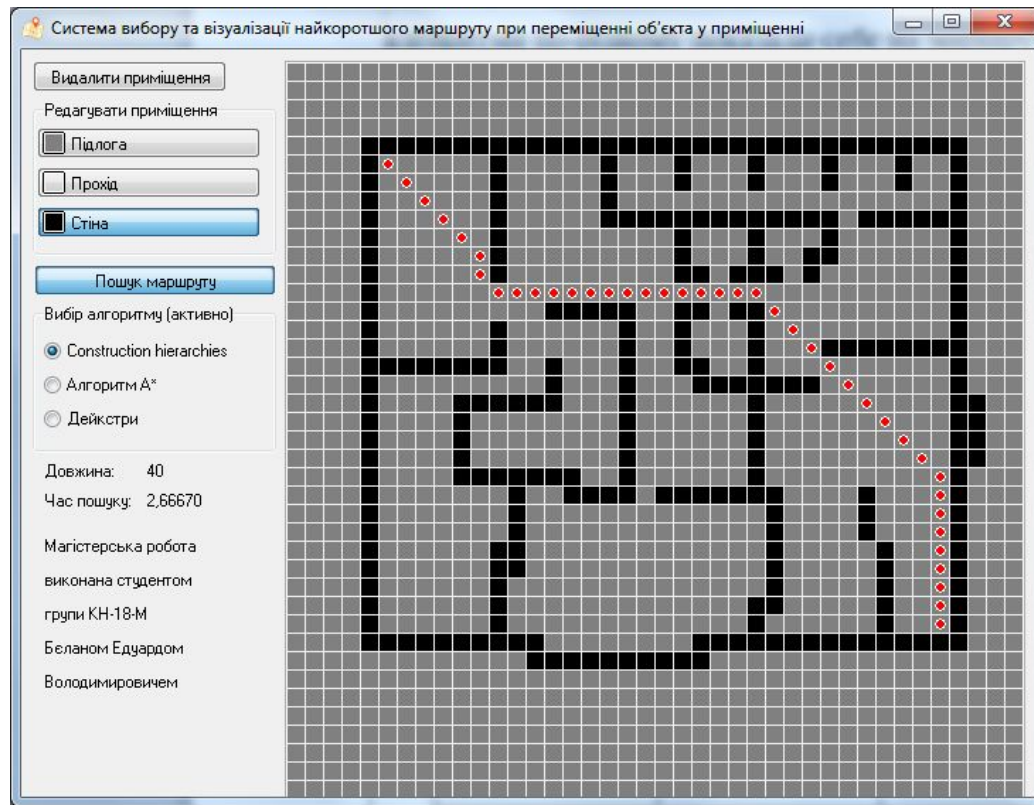 Система вибору та візуалізації найкоротшого маршруту при переміщенні об'єкта у приміщенні
Видалити приміщення
Редагувати приміщення
Підлога
Прохід
Стіна
Пошук маршруту
Вибір алгоритму (активно)
Construction hierarchies
Алгоритм А*
Дейкстри
Довжина: 40
Час пошуку: 2,66670
Магістерська робота
виконана студентом
групи КН-18-М
Бєланом Едуардом
Володимировичем